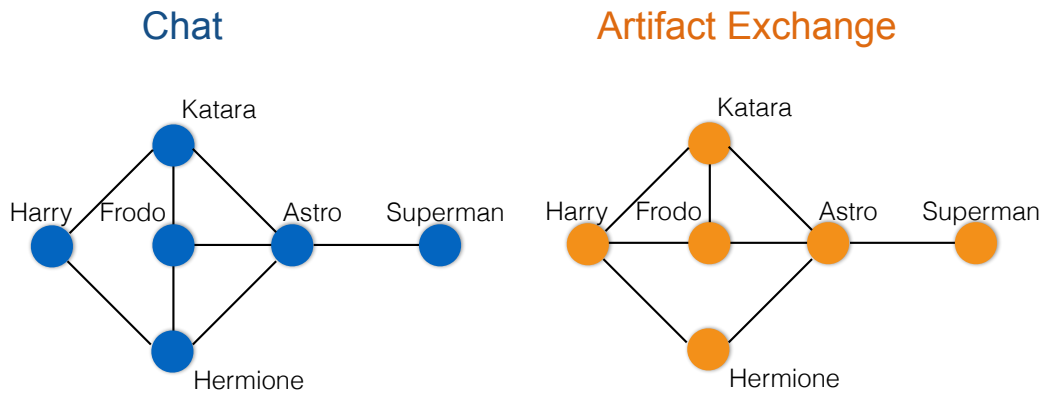 Chat
Katara
Harry
Frodo
Astro
Superman
Hermione
Artifact Exchange
Katara
Harry
Frodo
Astro
Superman
Hermione